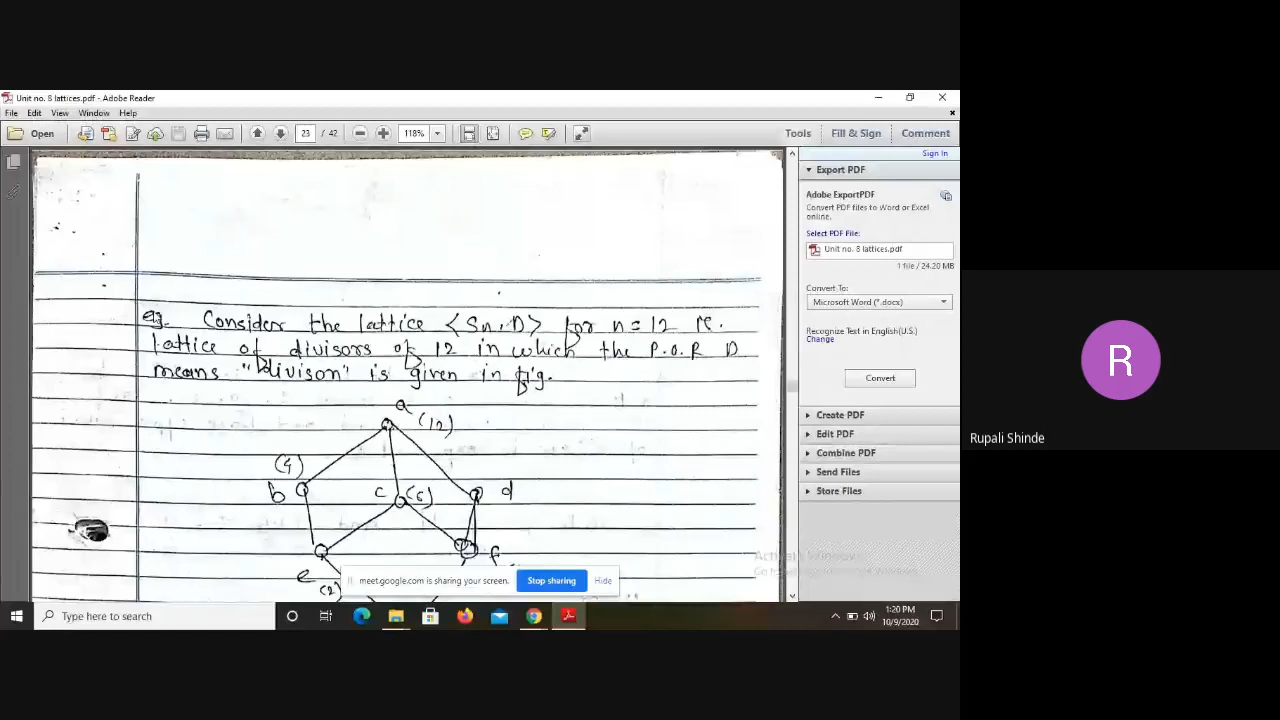 Unit no. 8 lattices.pdf - Adobe Reader
File Edit View Window Help
Open 23 / 42 118% Tools Fill & Sign Comment
Sign In
Export PDF
Adobe ExportPDF
Convert PDF files to Word or Excel
online.
Select PDF File:
Unit no. 8 lattices.pdf
1 file / 24.20 MB
Convert To:
Microsoft Word (*.docx)
Recognize Text in English(U.S.)
Change
Convert
Create PDF
Edit PDF
Combine PDF
Send Files
Store Files
eg. Consider the lattice <Sn, D> for n = 12 ie.
lattice of divisors of 12 in which the P.O.R D
means "divison" is given in fig.
a
(12)
(4)
b c (6) d
f
e
(2)
meet.google.com is sharing your screen. Stop sharing Hide
Activate Windows
Type here to search
1:20 PM
10/9/2020
R
Rupali Shinde